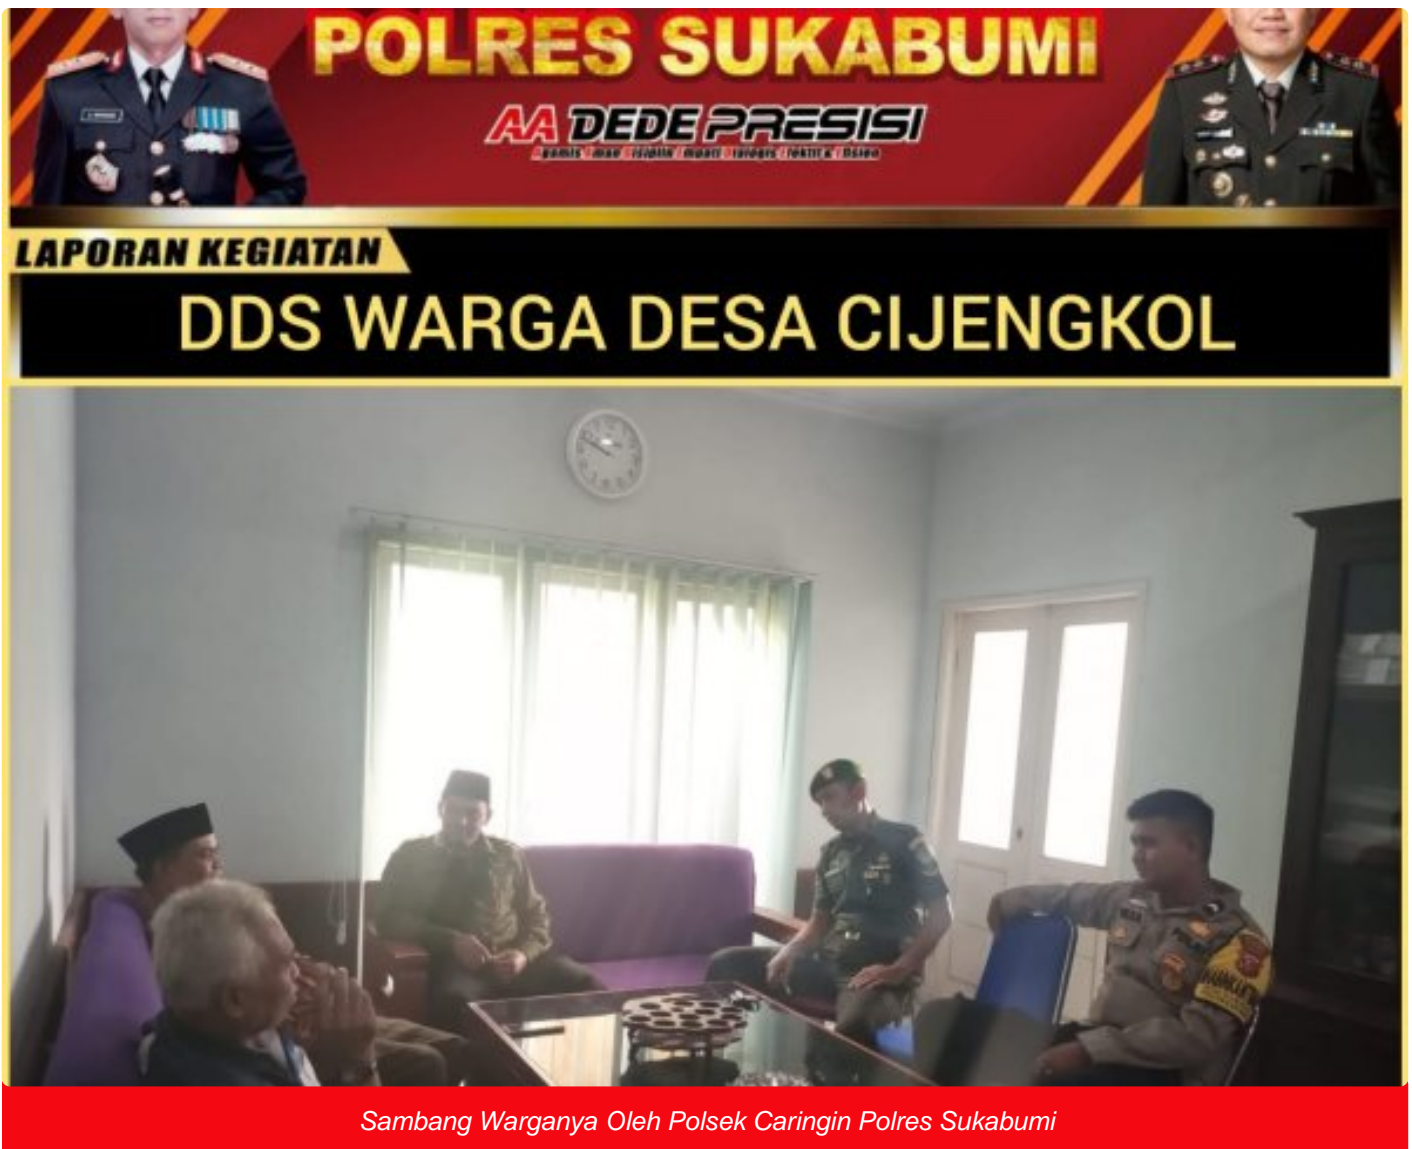 POLRES SUKABUMI
AA DEDE PRESISI
LAPORAN KEGIATAN
DDS WARGA DESA CIJENGKOL
Sambang Warganya Oleh Polsek Caringin Polres Sukabumi